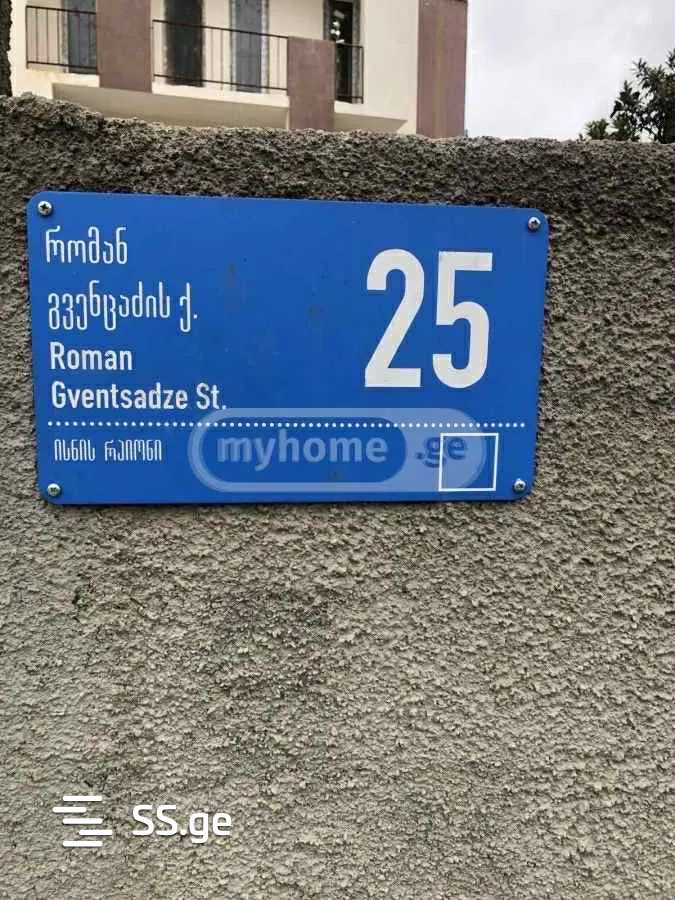 რომან
გვენცაძის ქ.
Roman
Gventsadze St.
25
ისნის რაიონი
myhome.ge
SS.ge